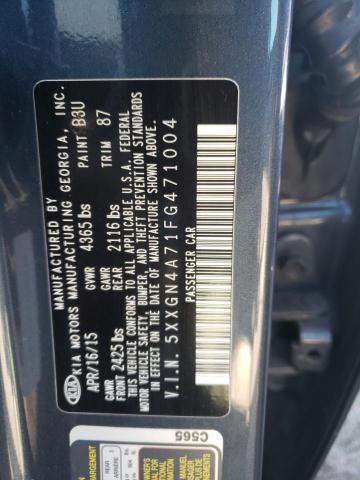 MANUFACTURED BY
KIA KIA MOTORS MANUFACTURING GEORGIA, INC.
APR/16/15 4365 lbs PAINT B3U
GVWR
GAWR GAWR TRIM 87
FRONT 2425 lbs REAR 2116 lbs
THIS VEHICLE CONFORMS TO ALL APPLICABLE U.S.A. FEDERAL
MOTOR VEHICLE SAFETY, BUMPER, AND THEFT PREVENTION STANDARDS
IN EFFECT ON THE DATE OF MANUFACTURE SHOWN ABOVE.
V.I.N. 5XXGN4A71FG471004
PASSENGER CAR
C565